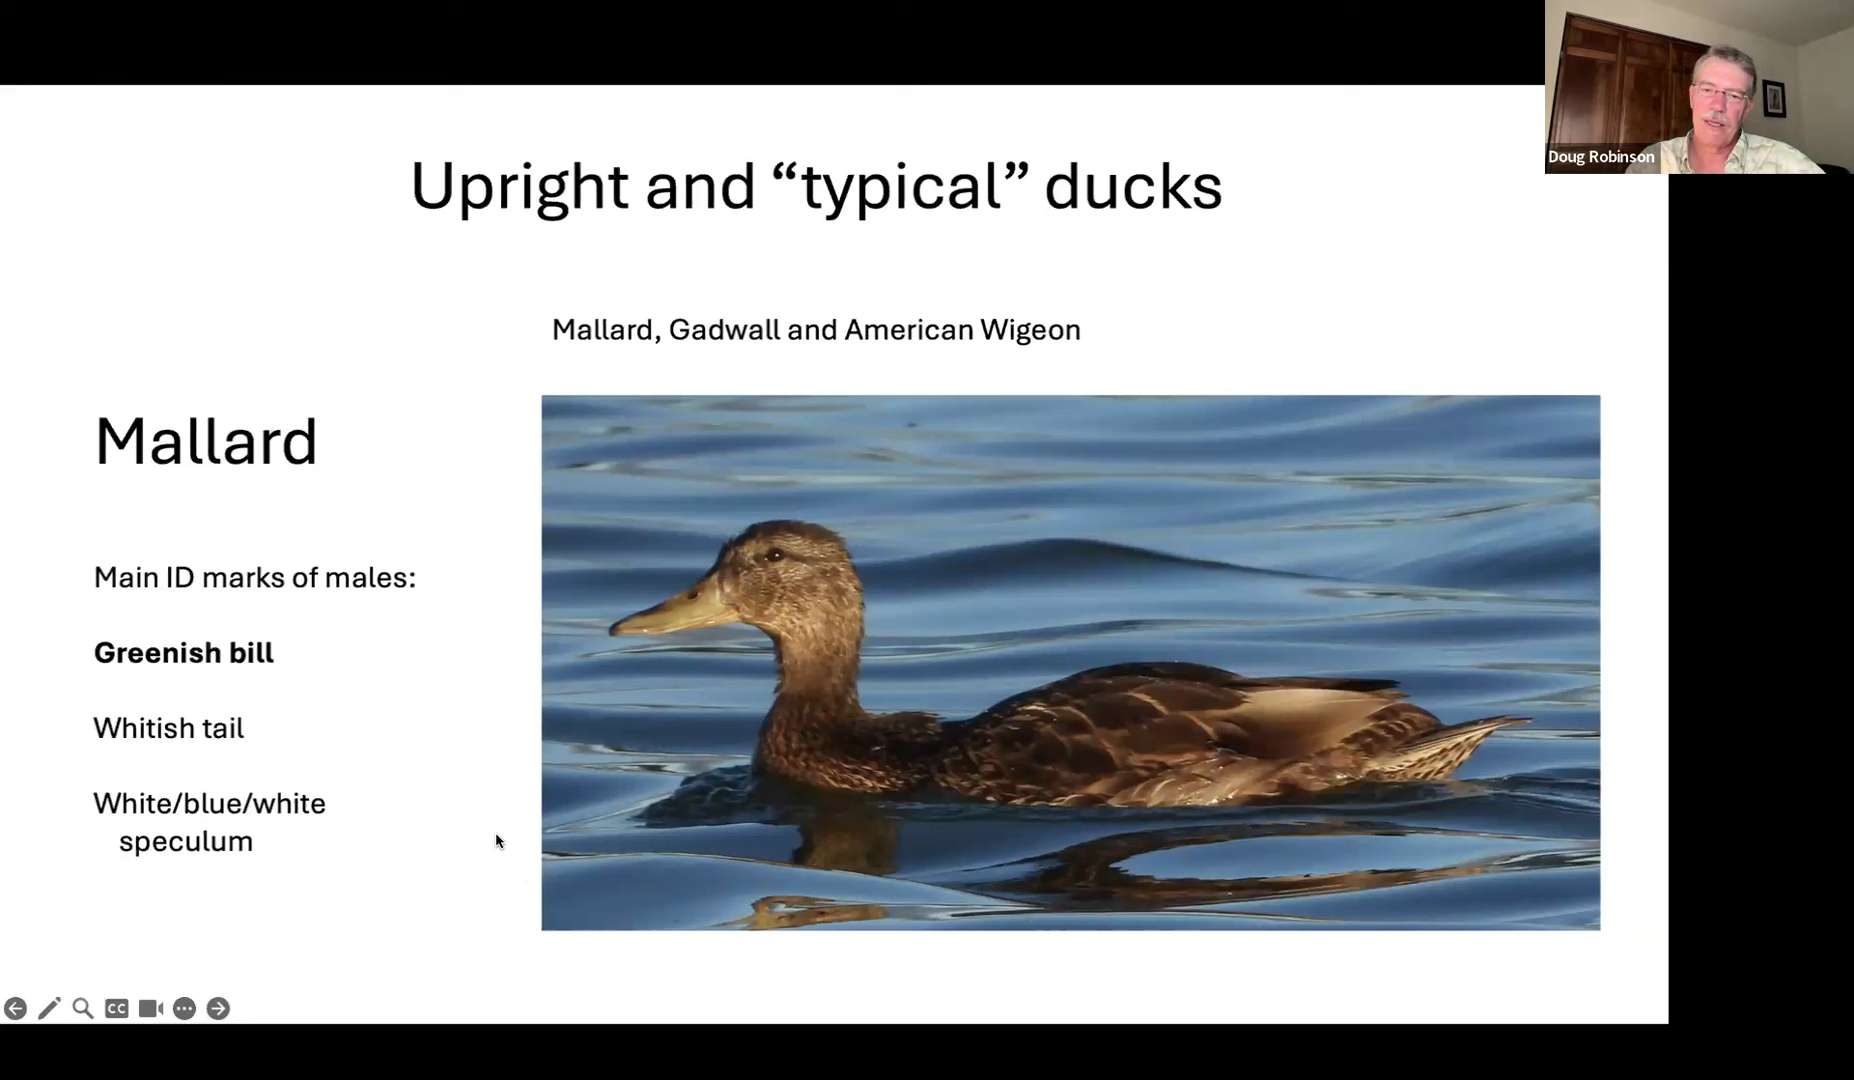 Doug Robinson
Upright and “typical” ducks
Mallard, Gadwall and American Wigeon
Mallard
Main ID marks of males:
Greenish bill
Whitish tail
White/blue/white
speculum
CC